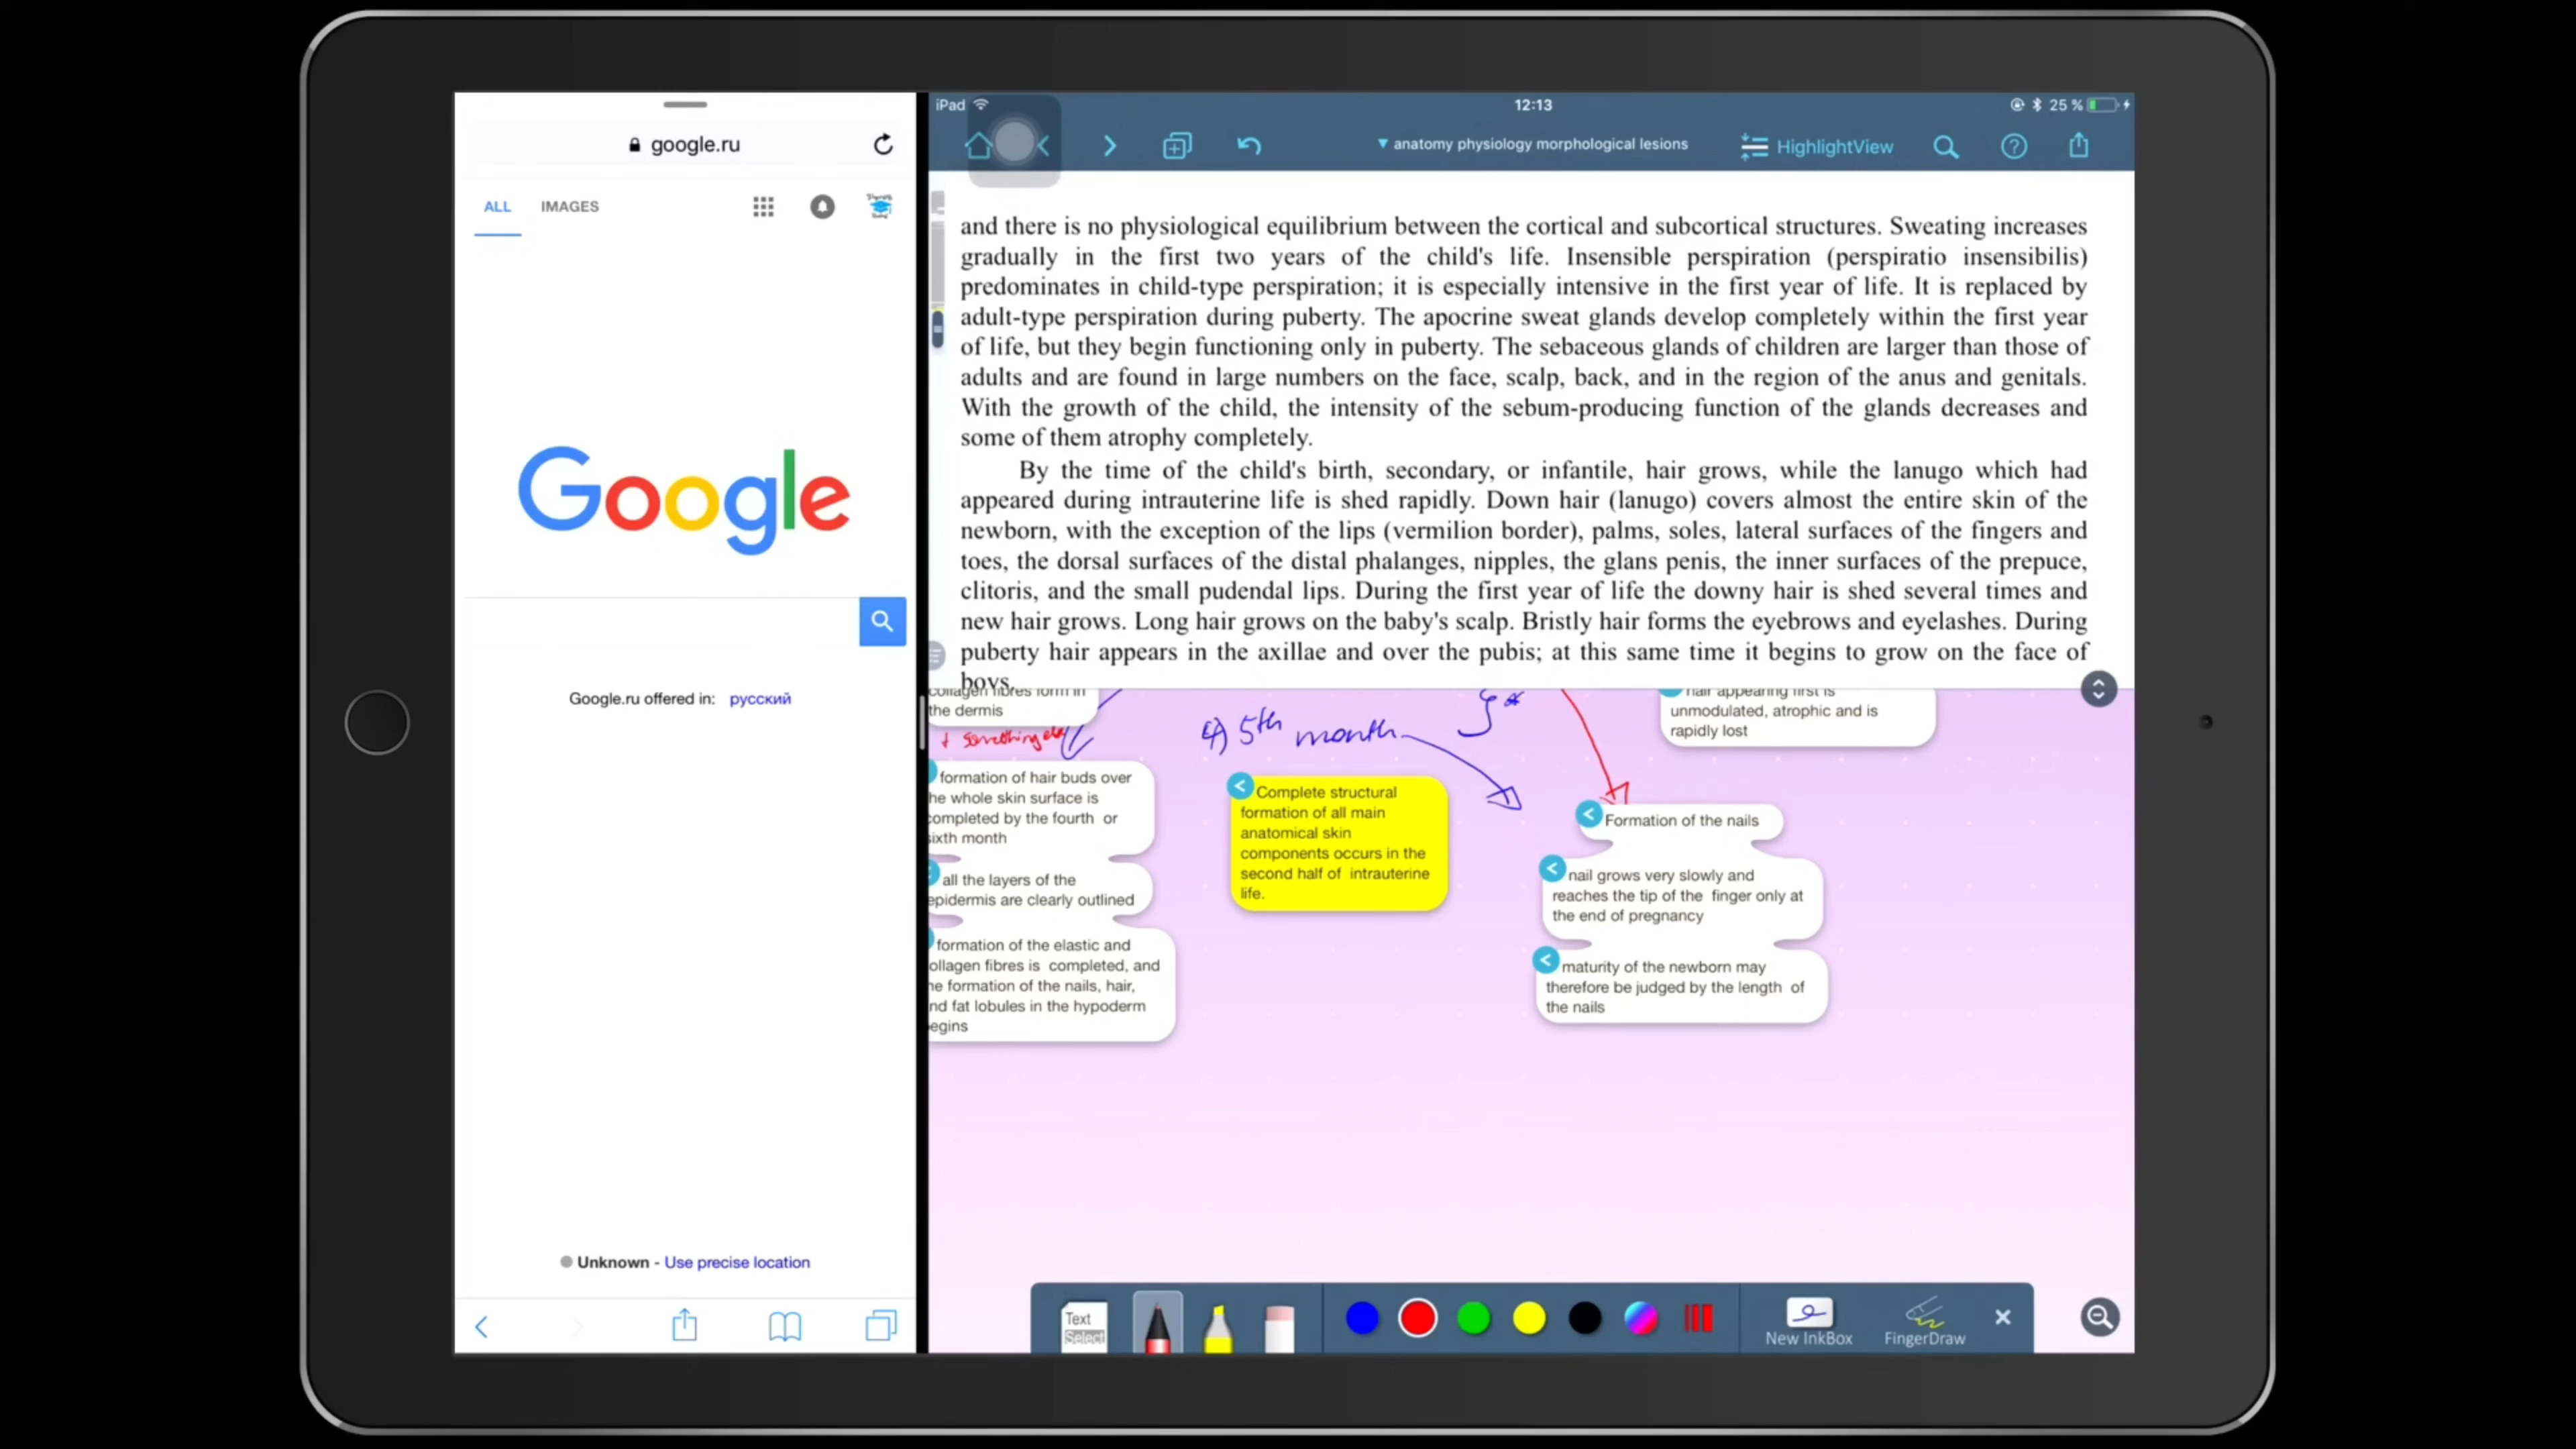 google.ru
ALL IMAGES
Google
Google.ru offered in: русский
Unknown - Use precise location
iPad 12:13 25 %
anatomy physiology morphological lesions HighlightView
and there is no physiological equilibrium between the cortical and subcortical structures. Sweating increases
gradually in the first two years of the child's life. Insensible perspiration (perspiratio insensibilis)
predominates in child-type perspiration; it is especially intensive in the first year of life. It is replaced by
adult-type perspiration during puberty. The apocrine sweat glands develop completely within the first year
of life, but they begin functioning only in puberty. The sebaceous glands of children are larger than those of
adults and are found in large numbers on the face, scalp, back, and in the region of the anus and genitals.
With the growth of the child, the intensity of the sebum-producing function of the glands decreases and
some of them atrophy completely.
By the time of the child's birth, secondary, or infantile, hair grows, while the lanugo which had
appeared during intrauterine life is shed rapidly. Down hair (lanugo) covers almost the entire skin of the
newborn, with the exception of the lips (vermilion border), palms, soles, lateral surfaces of the fingers and
toes, the dorsal surfaces of the distal phalanges, nipples, the glans penis, the inner surfaces of the prepuce,
clitoris, and the small pudendal lips. During the first year of life the downy hair is shed several times and
new hair grows. Long hair grows on the baby's scalp. Bristly hair forms the eyebrows and eyelashes. During
puberty hair appears in the axillae and over the pubis; at this same time it begins to grow on the face of
boys.
collagen fibres form in
the dermis
+ something else
formation of hair buds over
he whole skin surface is
ompleted by the fourth or
ixth month
all the layers of the
epidermis are clearly outlined
formation of the elastic and
ollagen fibres is completed, and
he formation of the nails, hair,
nd fat lobules in the hypoderm
egins
5th month
Complete structural
formation of all main
anatomical skin
components occurs in the
second half of intrauterine
life.
hair appearing first is
unmodulated, atrophic and is
rapidly lost
Formation of the nails
nail grows very slowly and
reaches the tip of the finger only at
the end of pregnancy
maturity of the newborn may
therefore be judged by the length of
the nails
Text
Select
New InkBox
FingerDraw